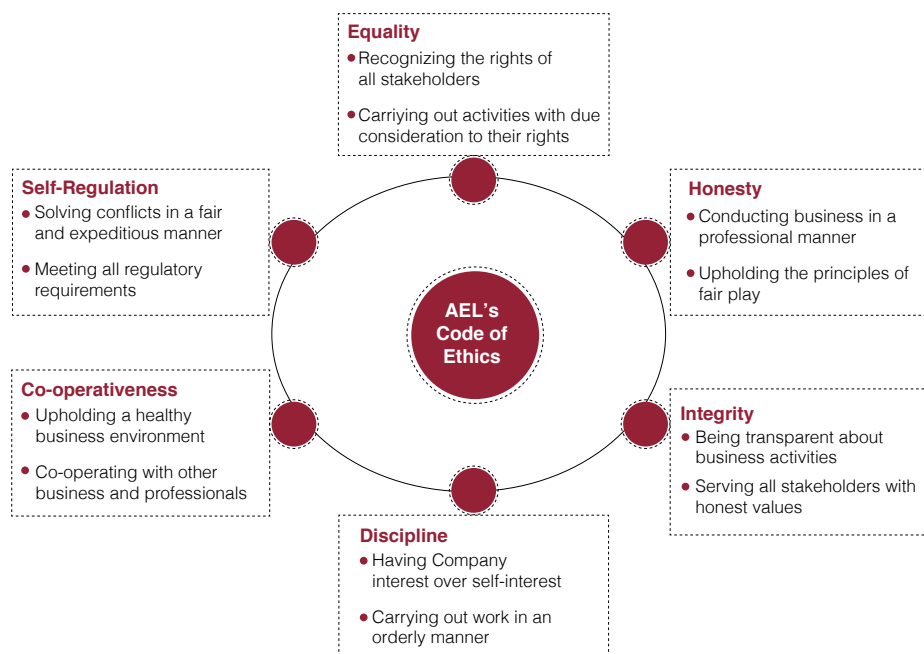 Equality
Recognizing the rights of
all stakeholders
Carriying out activities with due
consideration to their rights
Self-Regulation
Solving conflicts in a fair
and expeditious manner
Meeting all regulatory
requirements
Honesty
Conducting business in a
professional manner
Upholding the principles of
fair play
AEL's
Code of
Ethics
Co-operativeness
Upholding a healthy
business environment
Co-operating with other
business and professionals
Integrity
Being transparent about
business activities
Serving all stakeholders with
honest values
Discipline
Having Company
interest over self-interest
Carrying out work in an
orderly manner